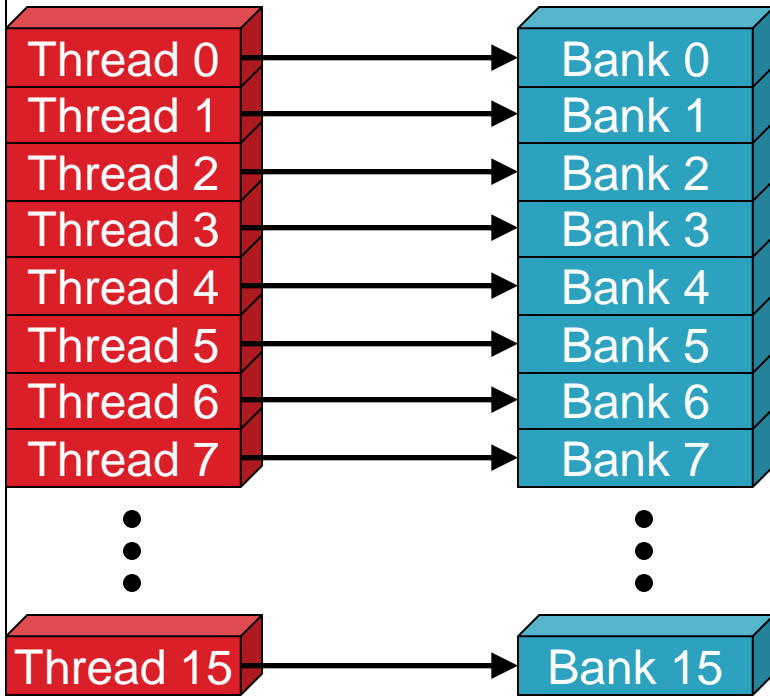 Thread 0
Bank 0
Thread 1
Bank 1
Thread 2
Bank 2
Thread 3
Bank 3
Thread 4
Bank 4
Thread 5
Bank 5
Thread 6
Bank 6
Thread 7
Bank 7
Thread 15
Bank 15